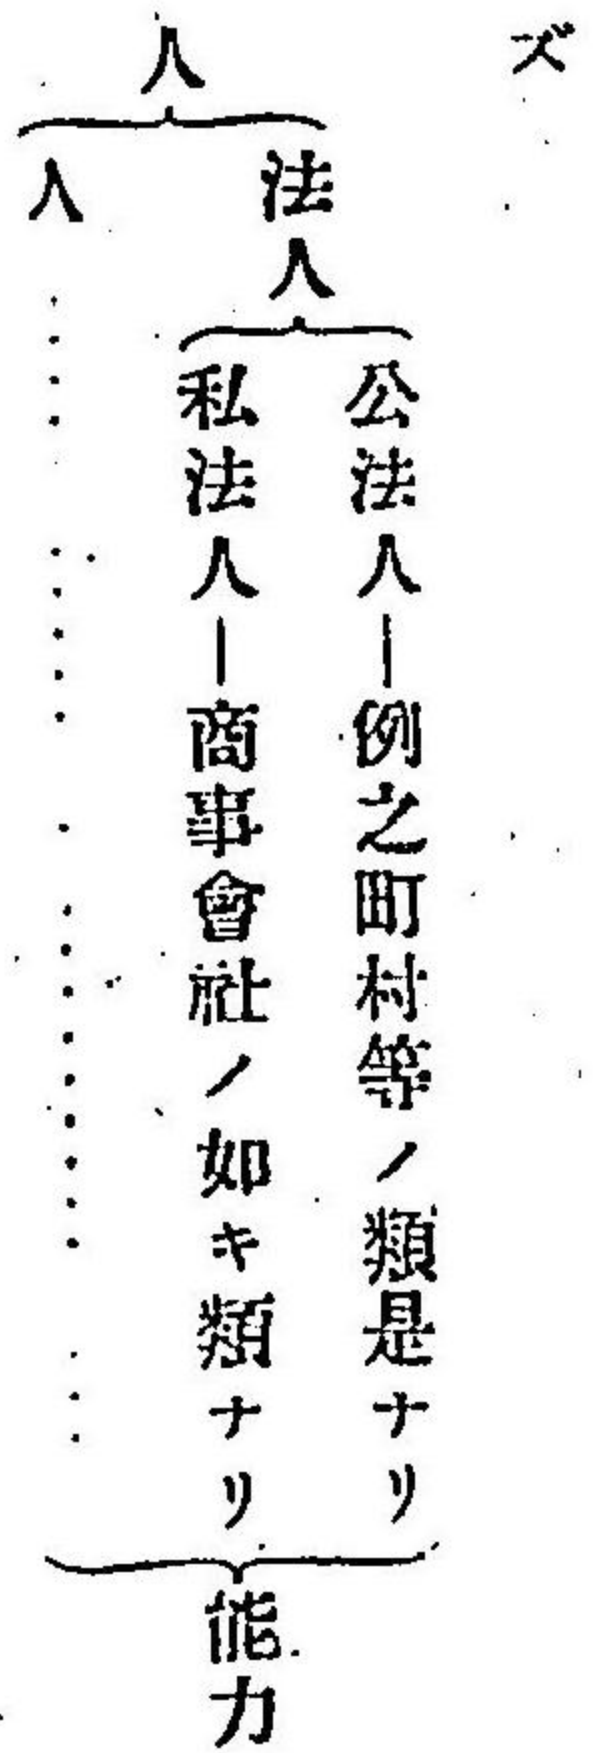 ズ
人
法人
公法人—例之町村等ノ類是ナリ
私法人—商事會社ノ如キ類ナリ
人
能力